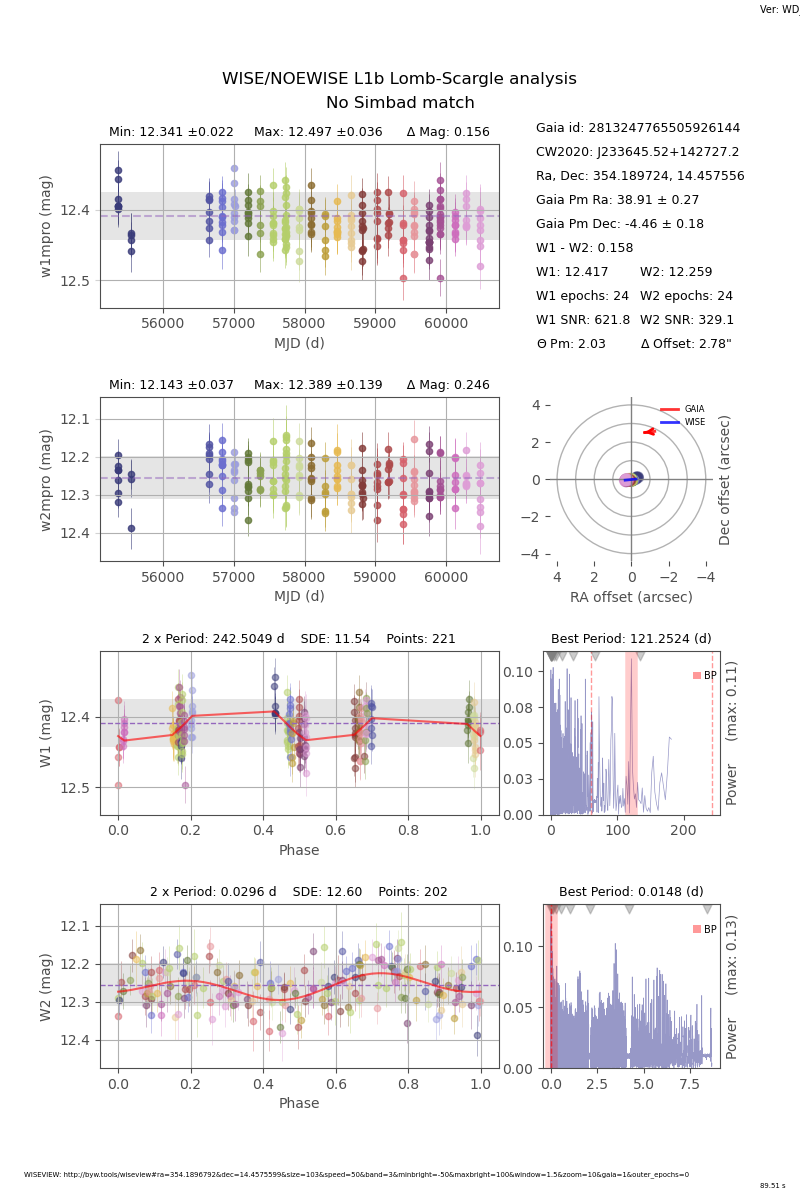 Ver: WD_
WISE/NOEWISE L1b Lomb-Scargle analysis
No Simbad match
Min: 12.341 ±0.022 Max: 12.497 ±0.036 Δ Mag: 0.156
w1mpro (mag)
12.4
12.5
56000 57000 58000 59000 60000
MJD (d)
Gaia id: 2813247765505926144
CW2020: J233645.52+142727.2
Ra, Dec: 354.189724, 14.457556
Gaia Pm Ra: 38.91 ± 0.27
Gaia Pm Dec: -4.46 ± 0.18
W1 - W2: 0.158
W1: 12.417 W2: 12.259
W1 epochs: 24 W2 epochs: 24
W1 SNR: 621.8 W2 SNR: 329.1
Θ Pm: 2.03 Δ Offset: 2.78"
Min: 12.143 ±0.037 Max: 12.389 ±0.139 Δ Mag: 0.246
w2mpro (mag)
12.1
12.2
12.3
12.4
56000 57000 58000 59000 60000
MJD (d)
GAIA
WISE
4
2
0
−2
−4
4 2 0 −2 −4
RA offset (arcsec)
Dec offset (arcsec)
2 x Period: 242.5049 d SDE: 11.54 Points: 221
W1 (mag)
12.4
12.5
0.0 0.2 0.4 0.6 0.8 1.0
Phase
Best Period: 121.2524 (d)
BP
0.10
0.08
0.05
0.03
0.00
0 100 200
Power (max: 0.11)
2 x Period: 0.0296 d SDE: 12.60 Points: 202
W2 (mag)
12.1
12.2
12.3
12.4
0.0 0.2 0.4 0.6 0.8 1.0
Phase
Best Period: 0.0148 (d)
BP
0.10
0.05
0.00
0.0 2.5 5.0 7.5
Power (max: 0.13)
WISEVIEW: http://byw.tools/wiseview#ra=354.1896792&dec=14.4575599&size=103&speed=50&band=3&minbright=-50&maxbright=100&window=1.5&zoom=10&gaia=1&outer_epochs=0
89.51 s